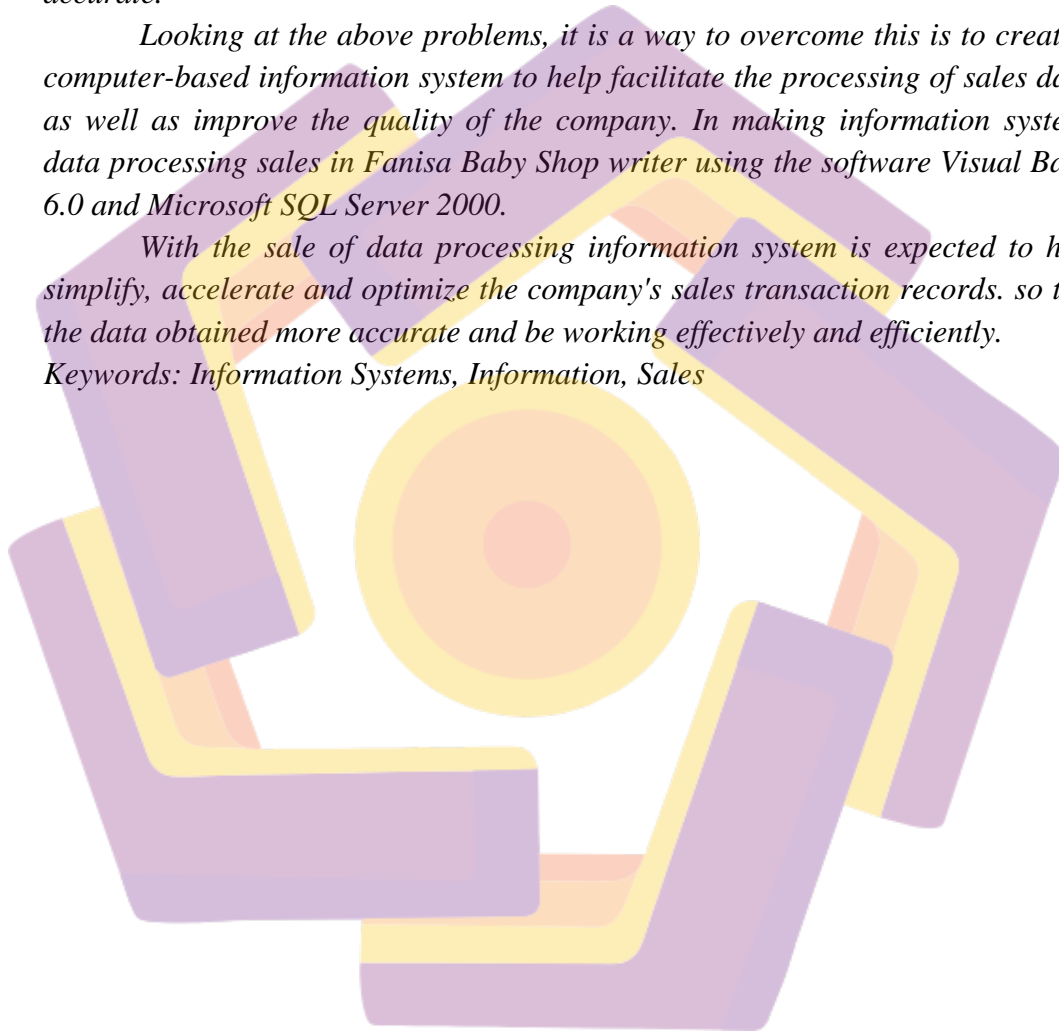 accurate.
Looking at the above problems, it is a way to overcome this is to creat
computer-based information system to help facilitate the processing of sales da
as well as improve the quality of the company. In making information syste
data processing sales in Fanisa Baby Shop writer using the software Visual Ba
6.0 and Microsoft SQL Server 2000.
With the sale of data processing information system is expected to h
simplify, accelerate and optimize the company's sales transaction records. so t
the data obtained more accurate and be working effectively and efficiently.
Keywords: Information Systems, Information, Sales